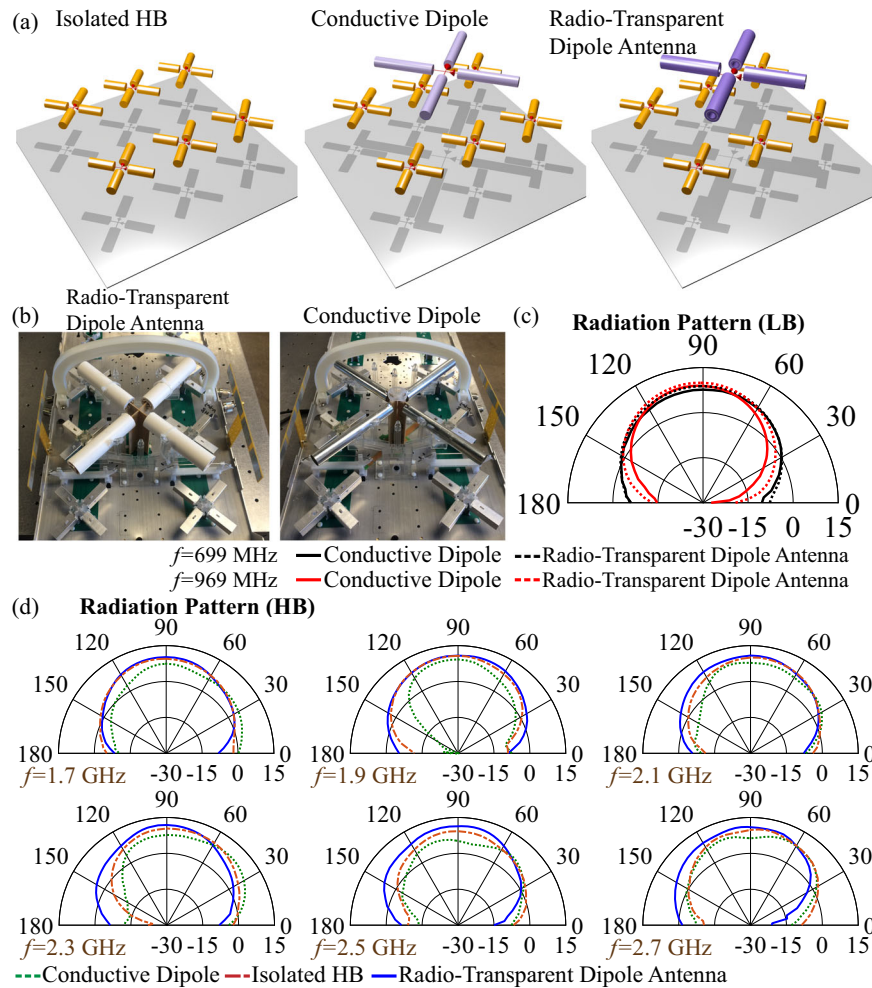 (a) Isolated HB Conductive Dipole Radio-Transparent
Dipole Antenna
(b) Radio-Transparent
Dipole Antenna Conductive Dipole (c)
Radiation Pattern (LB)
90
120 60
150 30
180 0
-30 -15 0 15
f=699 MHz Conductive Dipole Radio-Transparent Dipole Antenna
f=969 MHz Conductive Dipole Radio-Transparent Dipole Antenna
(d) Radiation Pattern (HB)
90 90 90
120 60 120 60 120 60
150 30 150 30 150 30
180 0 180 0 180 0
f=1.7 GHz -30 -15 0 15 f=1.9 GHz -30 -15 0 15 f=2.1 GHz -30 -15 0 15
90 90 90
120 60 120 60 120 60
150 30 150 30 150 30
180 0 180 0 180 0
f=2.3 GHz -30 -15 0 15 f=2.5 GHz -30 -15 0 15 f=2.7 GHz -30 -15 0 15
Conductive Dipole Isolated HB Radio-Transparent Dipole Antenna